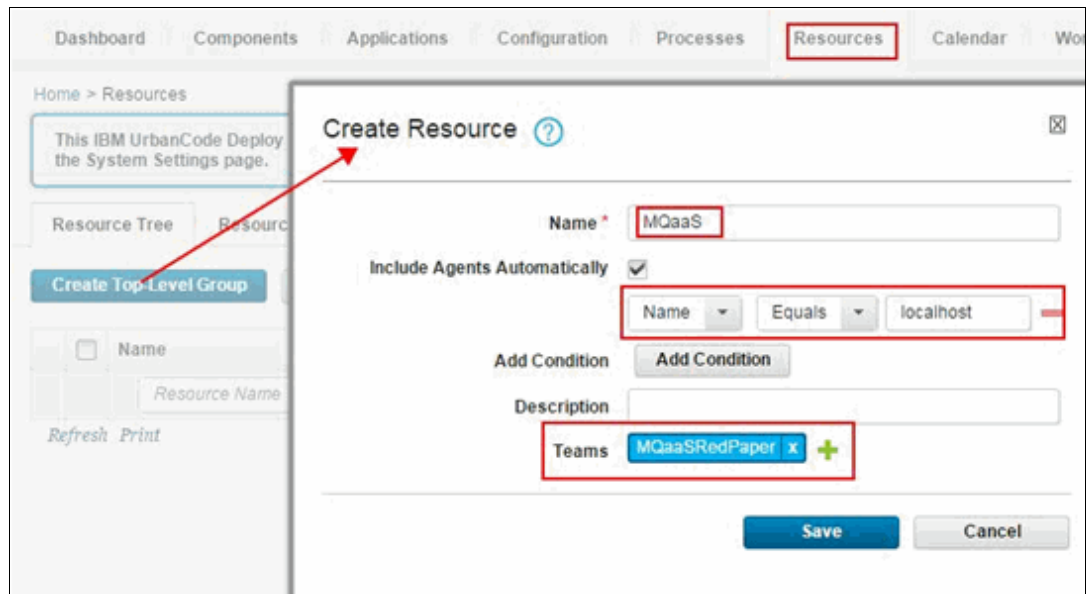 Dashboard Components Applications Configuration Processes Resources Calendar Wor
Home > Resources
This IBM UrbanCode Deploy
the System Settings page.
Resource Tree Resourc
Create Top-Level Group
Name
Resource Name
Refresh Print
Create Resource ?
Name *
MQaaS
Include Agents Automatically
Name Equals localhost
Add Condition Add Condition
Description
Teams MQaaSRedPaper x
Save Cancel